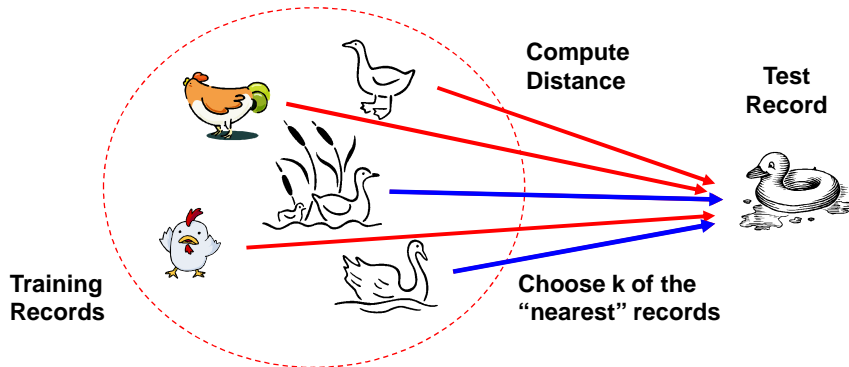 Compute
Distance
Test
Record
Training
Records
Choose k of the
“nearest” records